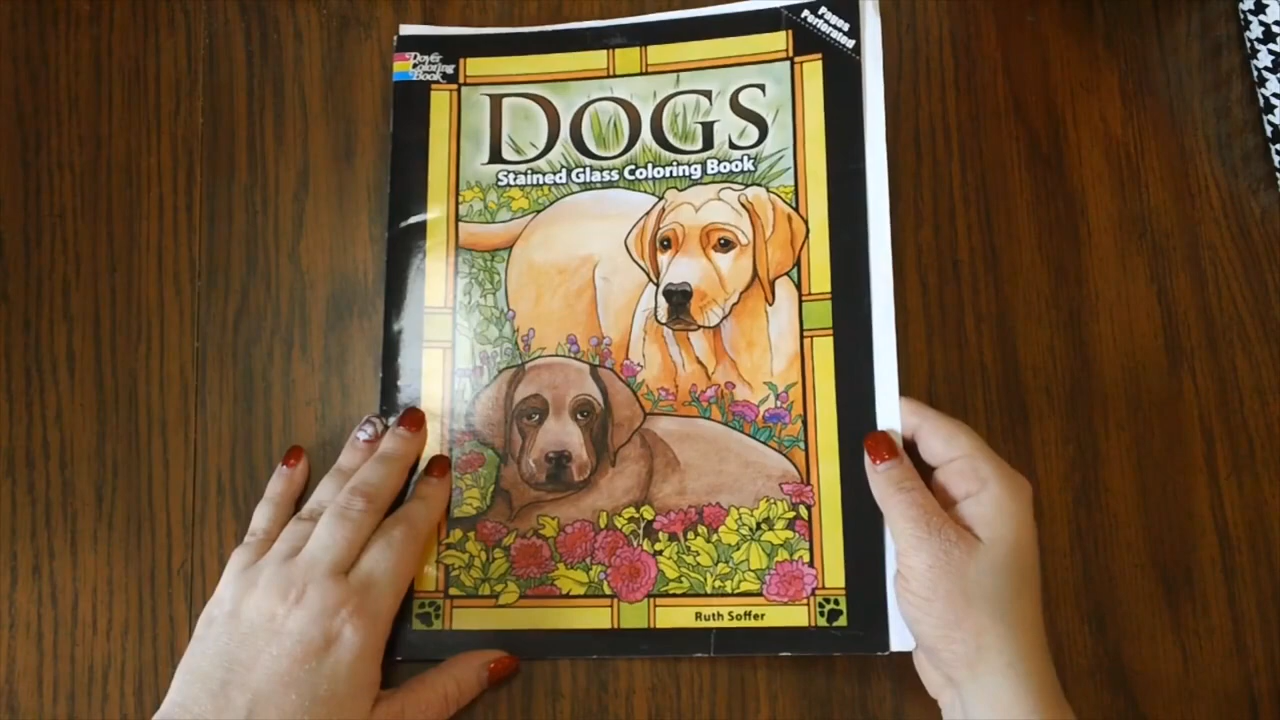 Pages
Perforated
Dover
Coloring
Book
DOGS
Stained Glass Coloring Book
Ruth Soffer